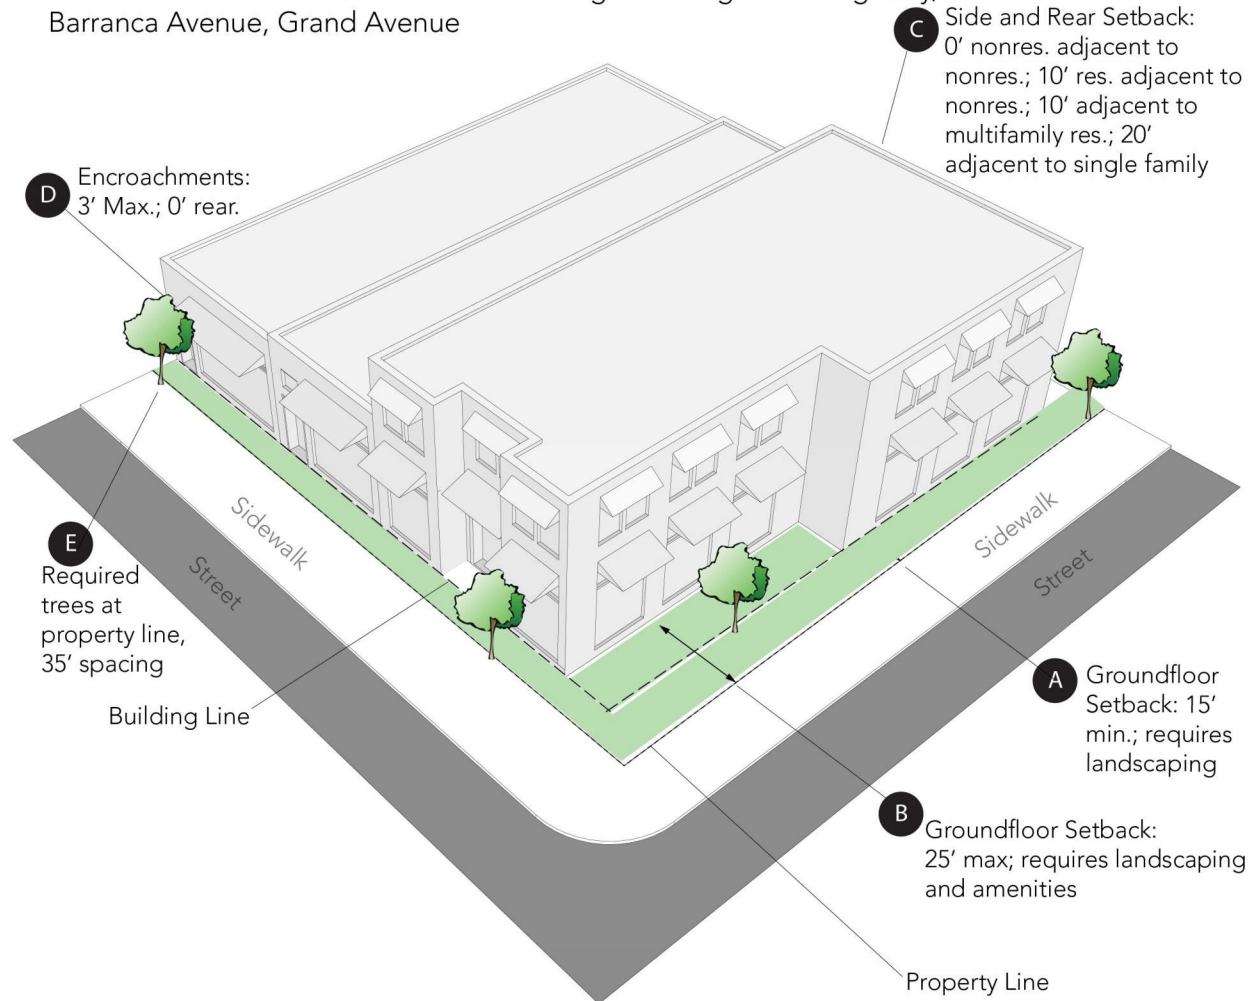 Barranca Avenue, Grand Avenue
C
Side and Rear Setback:
0' nonres. adjacent to
nonres.; 10' res. adjacent to
nonres.; 10' adjacent to
multifamily res.; 20'
adjacent to single family
D
Encroachments:
3' Max.; 0' rear.
E
Required
trees at
property line,
35' spacing
Sidewalk
Street
Sidewalk
Street
Building Line
A
Groundfloor
Setback: 15'
min.; requires
landscaping
B
Groundfloor Setback:
25' max; requires landscaping
and amenities
Property Line